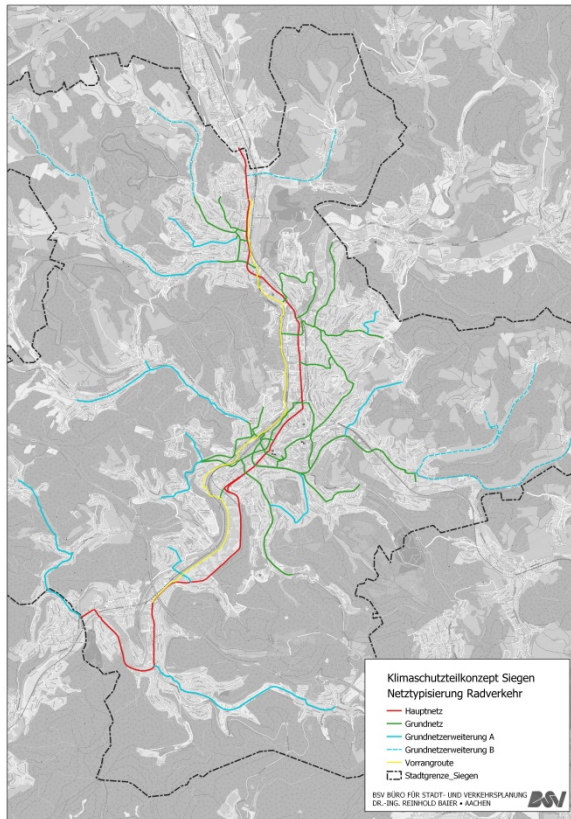 Klimaschutzteilkonzept Siegen
Netztypisierung Radverkehr
Hauptnetz
Grundnetz
Grundnetzerweiterung A
Grundnetzerweiterung B
Vorrangroute
Stadtgrenze_Siegen
BSV BÜRO FÜR STADT- UND VERKEHRSPLANUNG
DR.-ING. REINHOLD BAIER • AACHEN
BSV